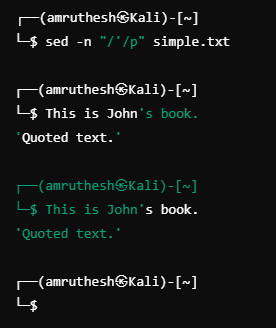 ┌──(amruthesh㉿Kali)-[~]
└─$ sed -n "/'/p" simple.txt
┌──(amruthesh㉿Kali)-[~]
└─$ This is John's book.
'Quoted text.'
┌──(amruthesh㉿Kali)-[~]
└─$ This is John's book.
'Quoted text.'
┌──(amruthesh㉿Kali)-[~]
└─$